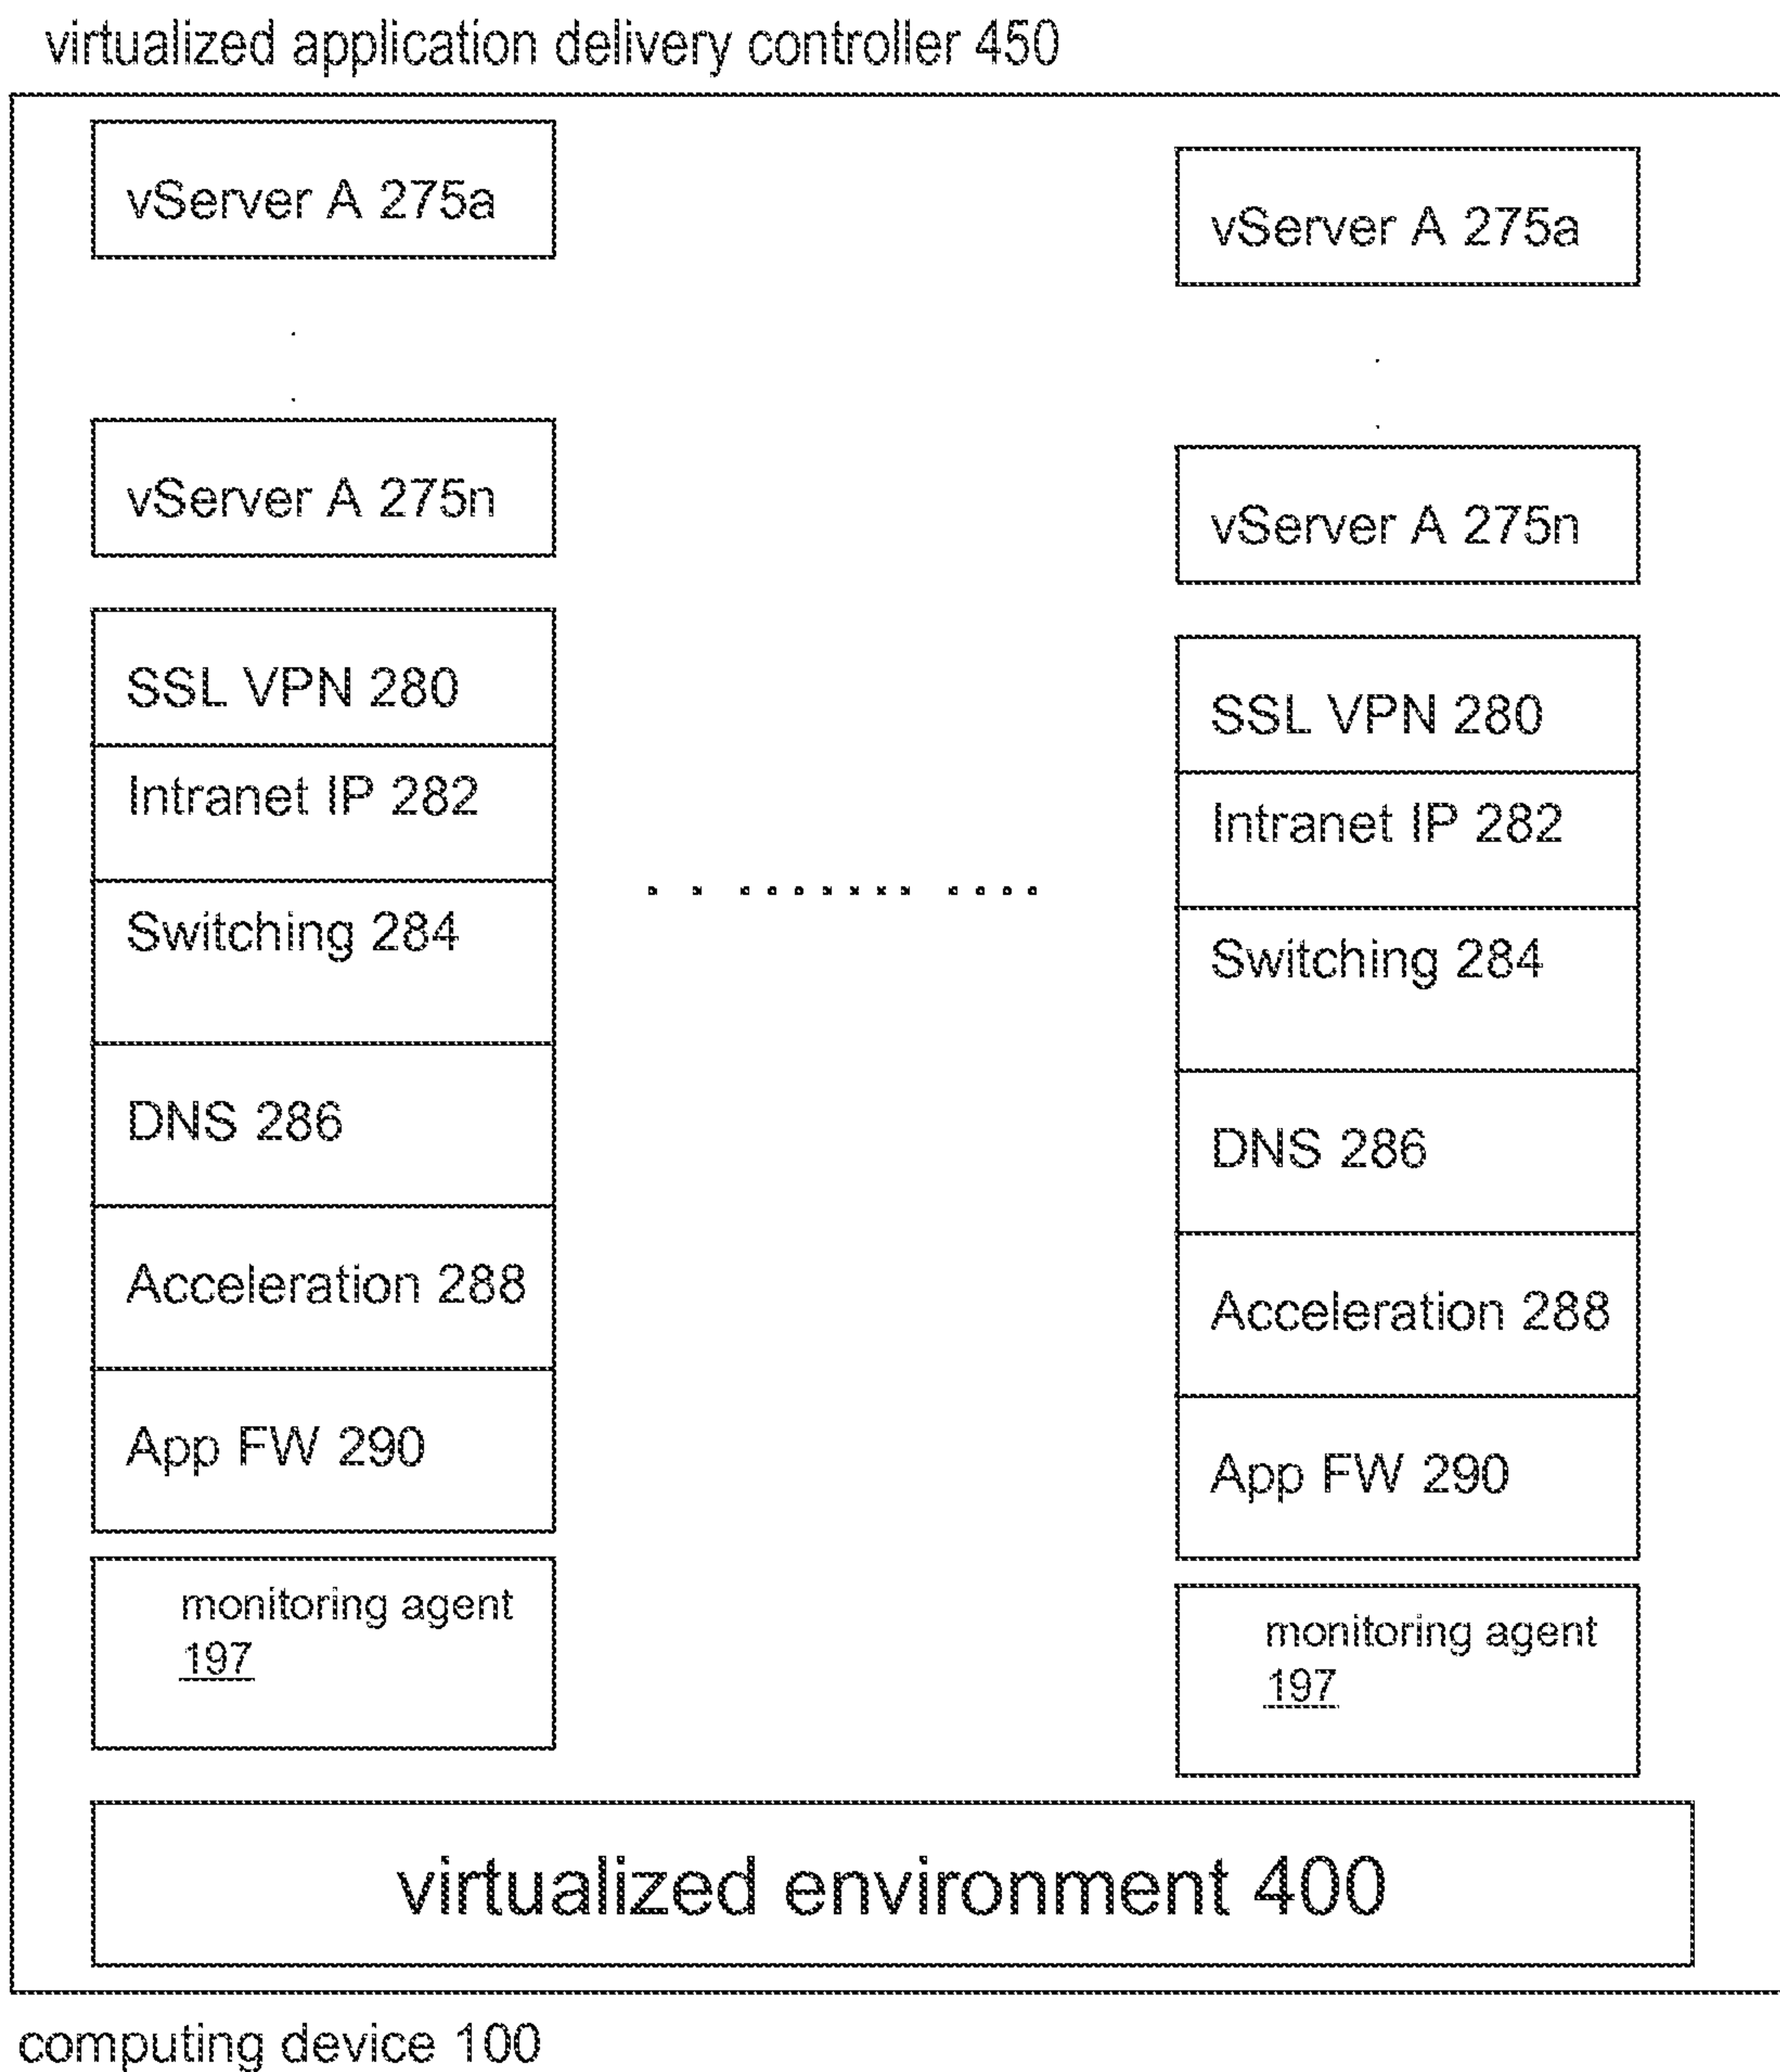 virtualized application delivery controller 450
vServer A 275a
vServer A 275n
SSL VPN 280
Intranet IP 282
Switching 284
DNS 286
Acceleration 288
App FW 290
monitoring agent
197
vServer A 275a
vServer A 275n
SSL VPN 280
Intranet IP 282
Switching 284
DNS 286
Acceleration 288
App FW 290
monitoring agent
197
virtualized environment 400
computing device 100